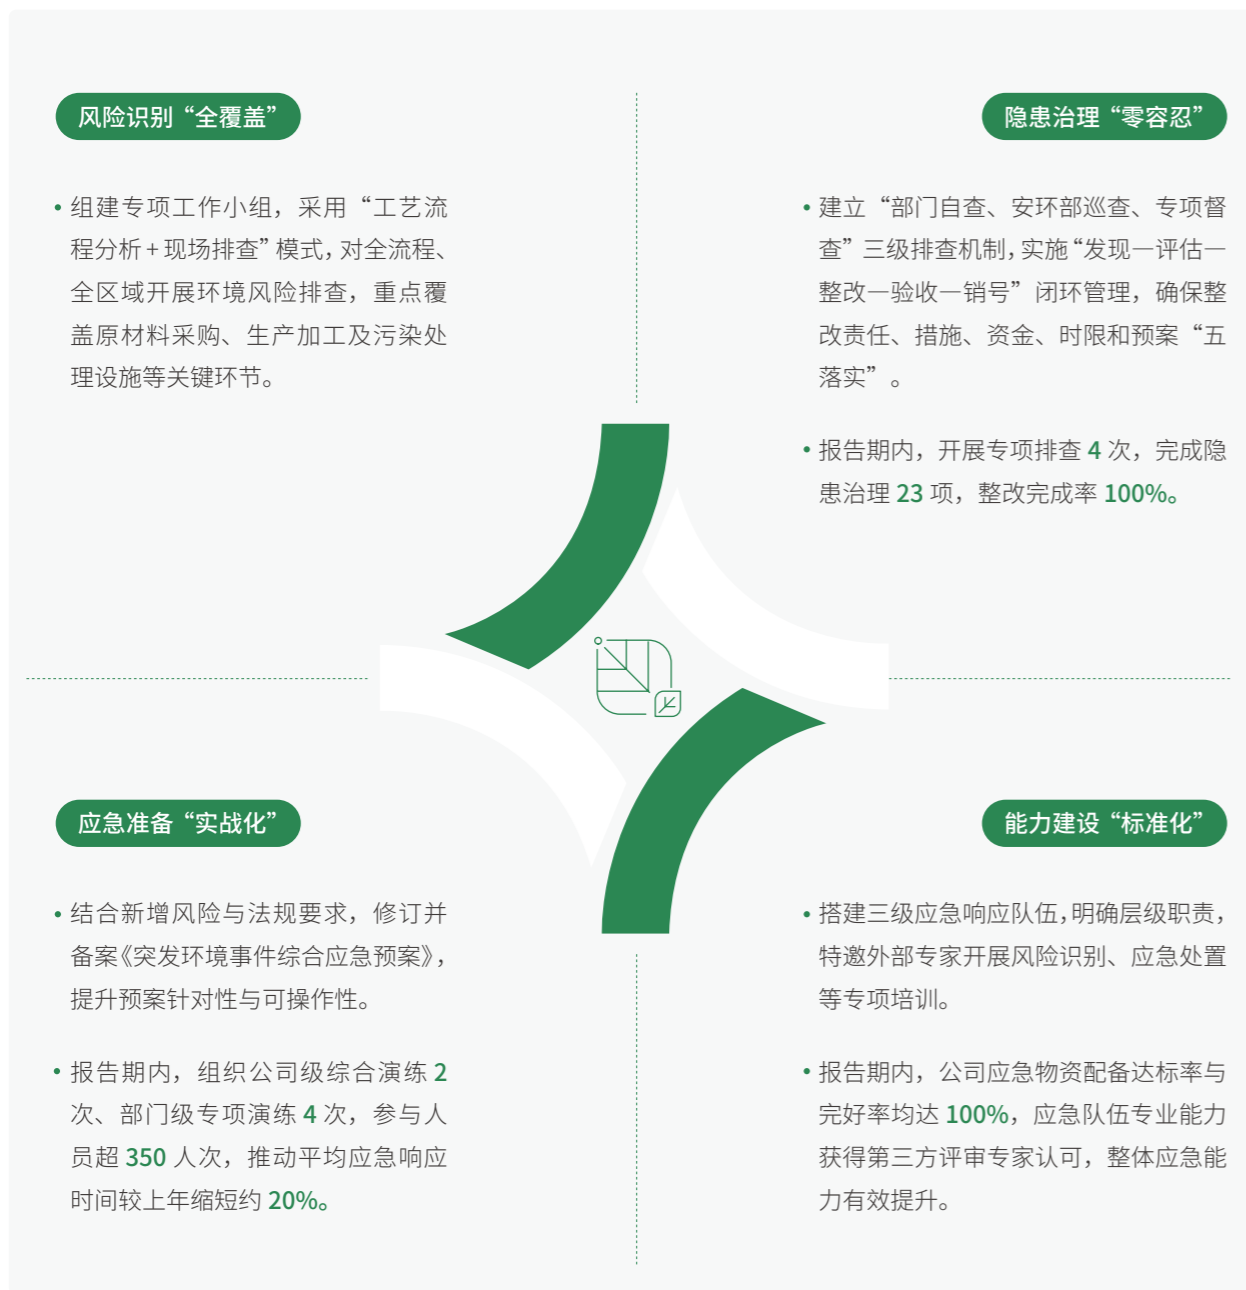 风险识别“全覆盖”
• 组建专项工作小组，采用“工艺流
程分析 + 现场排查”模式，对全流程、
全区域开展环境风险排查，重点覆
盖原材料采购、生产加工及污染处
理设施等关键环节。
隐患治理“零容忍”
• 建立“部门自查、安环部巡查、专项督
查”三级排查机制，实施“发现—评估—
整改—验收—销号”闭环管理，确保整
改责任、措施、资金、时限和预案“五
落实”。
• 报告期内，开展专项排查 4 次，完成隐
患治理 23 项，整改完成率 100%。
应急准备“实战化”
• 结合新增风险与法规要求，修订并
备案《突发环境事件综合应急预案》，
提升预案针对性与可操作性。
• 报告期内，组织公司级综合演练 2
次、部门级专项演练 4 次，参与人
员超 350 人次，推动平均应急响应
时间较上年缩短约 20%。
能力建设“标准化”
• 搭建三级应急响应队伍，明确层级职责，
特邀外部专家开展风险识别、应急处置
等专项培训。
• 报告期内，公司应急物资配备达标率与
完好率均达 100%，应急队伍专业能力
获得第三方评审专家认可，整体应急能
力有效提升。